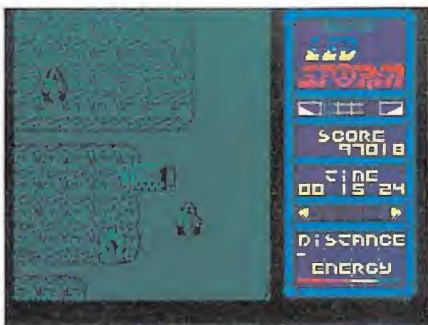 LED
STORM
SCORE
97018
TIME
00 15 24
DISTANCE
ENERGY